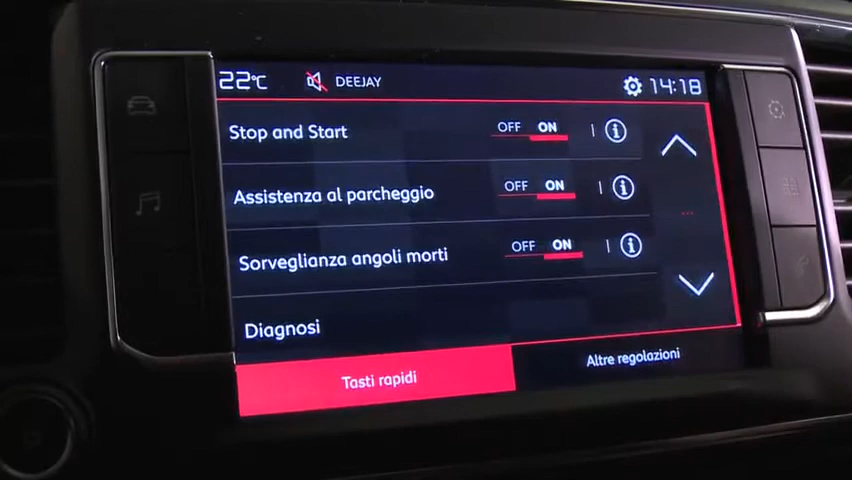 22°C DEEJAY 14:18
Stop and Start OFF ON
Assistenza al parcheggio OFF ON
Sorveglianza angoli morti OFF ON
Diagnosi
Tasti rapidi Altre regolazioni